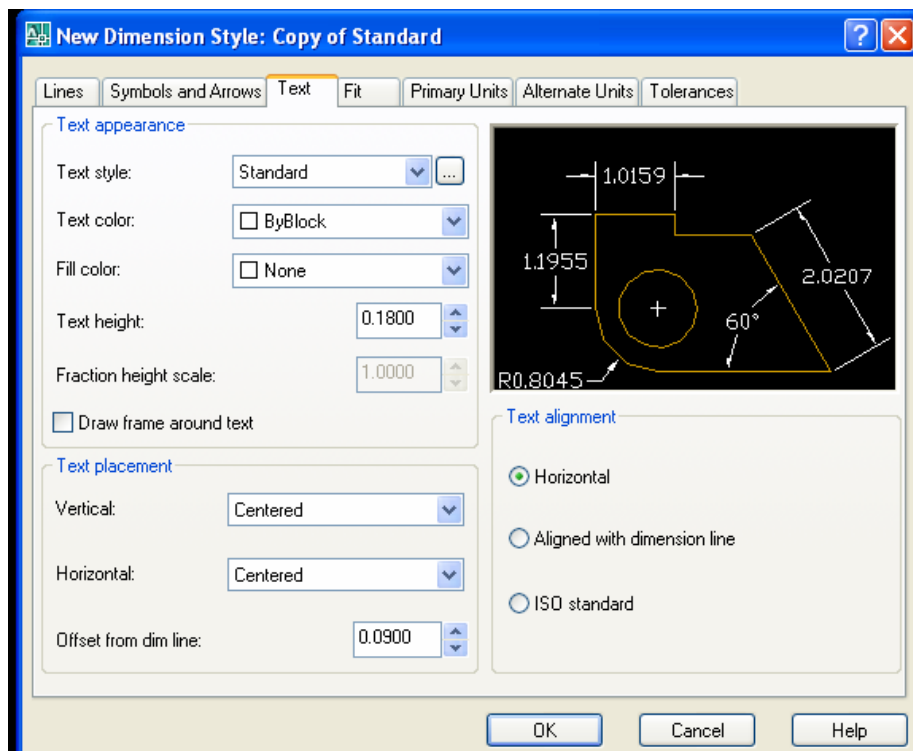 New Dimension Style: Copy of Standard
?
Lines Symbols and Arrows Text Fit Primary Units Alternate Units Tolerances
Text appearance
Text style: Standard ...
Text color: ByBlock
Fill color: None
Text height: 0.1800
Fraction height scale: 1.0000
Draw frame around text
Text placement
Vertical: Centered
Horizontal: Centered
Offset from dim line: 0.0900
1.0159
1.1955
2.0207
60°
R0.8045
Text alignment
Horizontal
Aligned with dimension line
ISO standard
OK Cancel Help